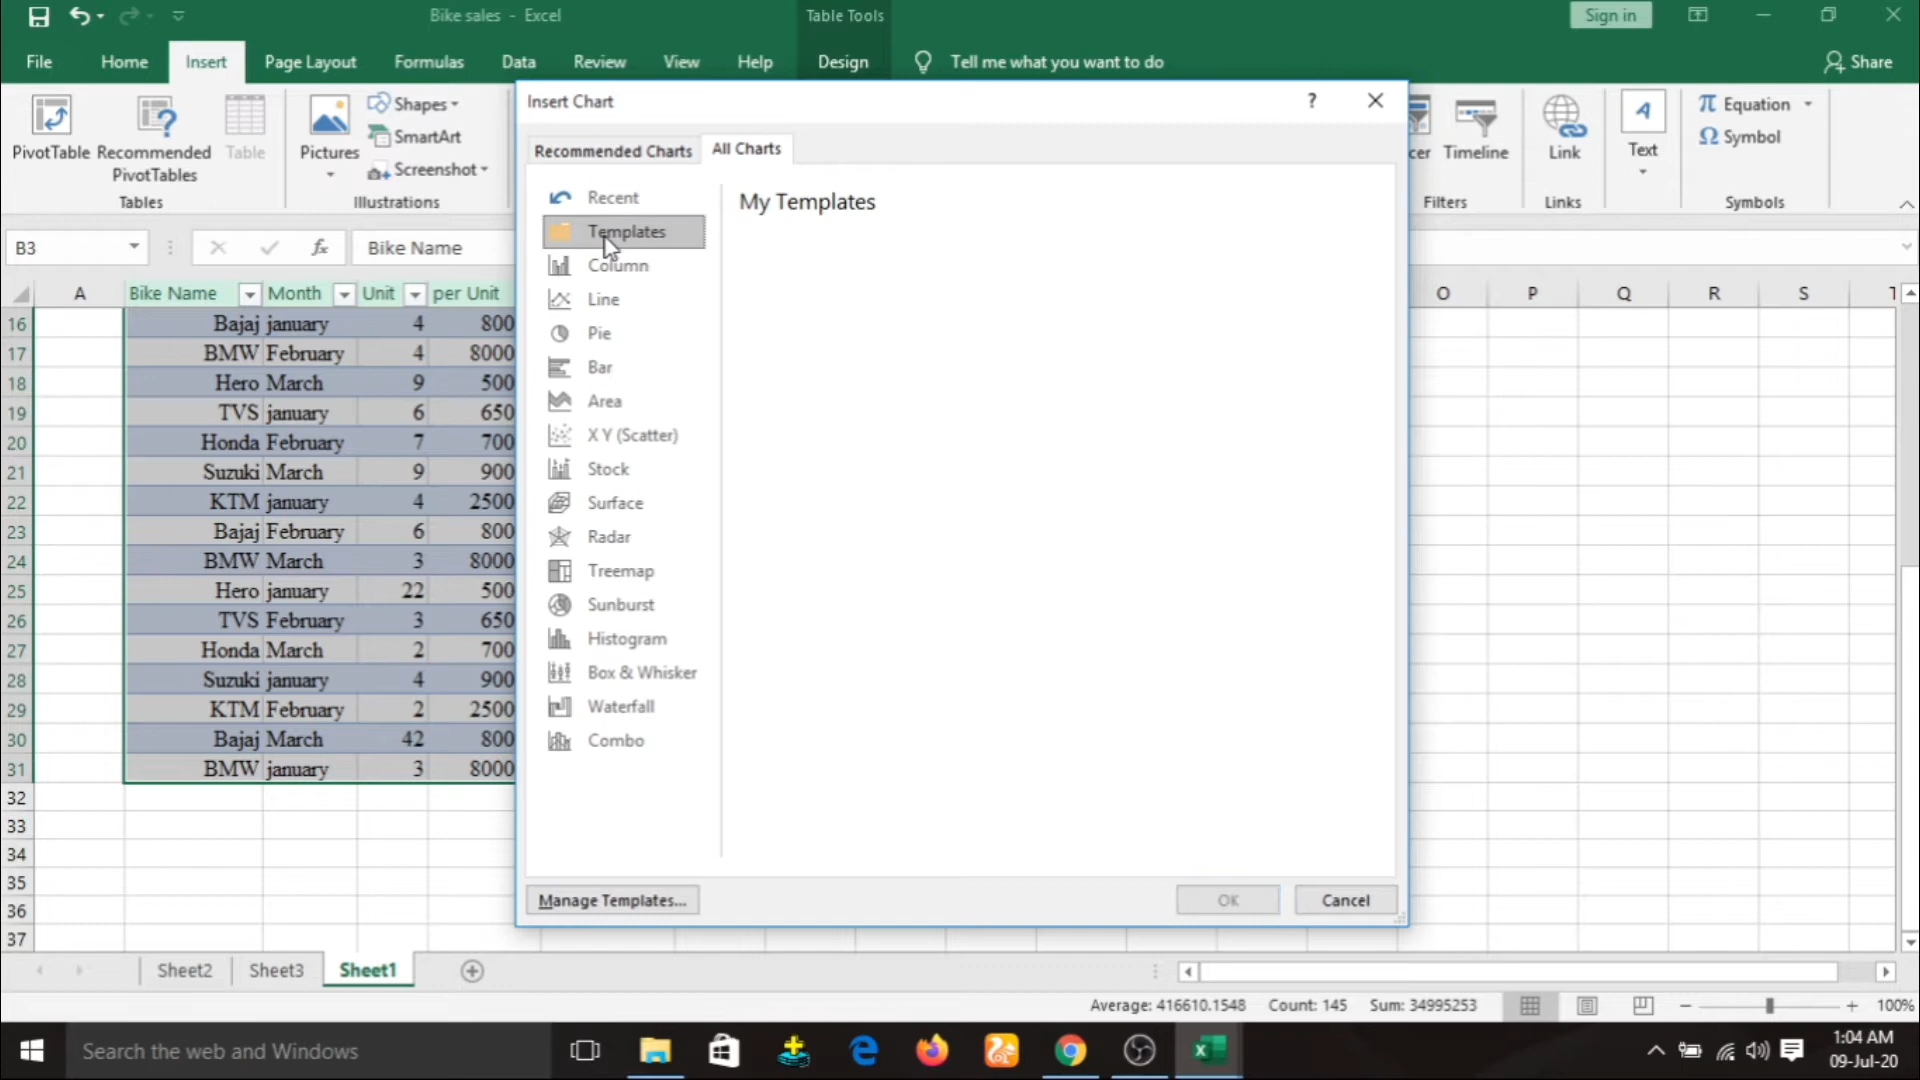 Bike sales - Excel
Table Tools
Sign in
File
Home
Insert
Page Layout
Formulas
Data
Review
View
Help
Design
Tell me what you want to do
Share
PivotTable
Recommended
PivotTables
Table
Tables
Pictures
Shapes
SmartArt
Screenshot
Illustrations
Timeline
Filters
Link
Links
A
Text
π Equation
Ω Symbol
Symbols
B3
fx
Bike Name
Insert Chart
?
Recommended Charts
All Charts
Recent
Templates
Column
Line
Pie
Bar
Area
X Y (Scatter)
Stock
Surface
Radar
Treemap
Sunburst
Histogram
Box & Whisker
Waterfall
Combo
My Templates
Manage Templates...
OK
Cancel
A Bike Name Month Unit per Unit O P Q R S
16 Bajaj january 4 800
17 BMW February 4 8000
18 Hero March 9 500
19 TVS january 6 650
20 Honda February 7 700
21 Suzuki March 9 900
22 KTM january 4 2500
23 Bajaj February 6 800
24 BMW March 3 8000
25 Hero january 22 500
26 TVS February 3 650
27 Honda March 2 700
28 Suzuki january 4 900
29 KTM February 2 2500
30 Bajaj March 42 800
31 BMW january 3 8000
32
33
34
35
36
37
Sheet2
Sheet3
Sheet1
Average: 416610.1548 Count: 145 Sum: 34995253
100%
Search the web and Windows
1:04 AM
09-Jul-20